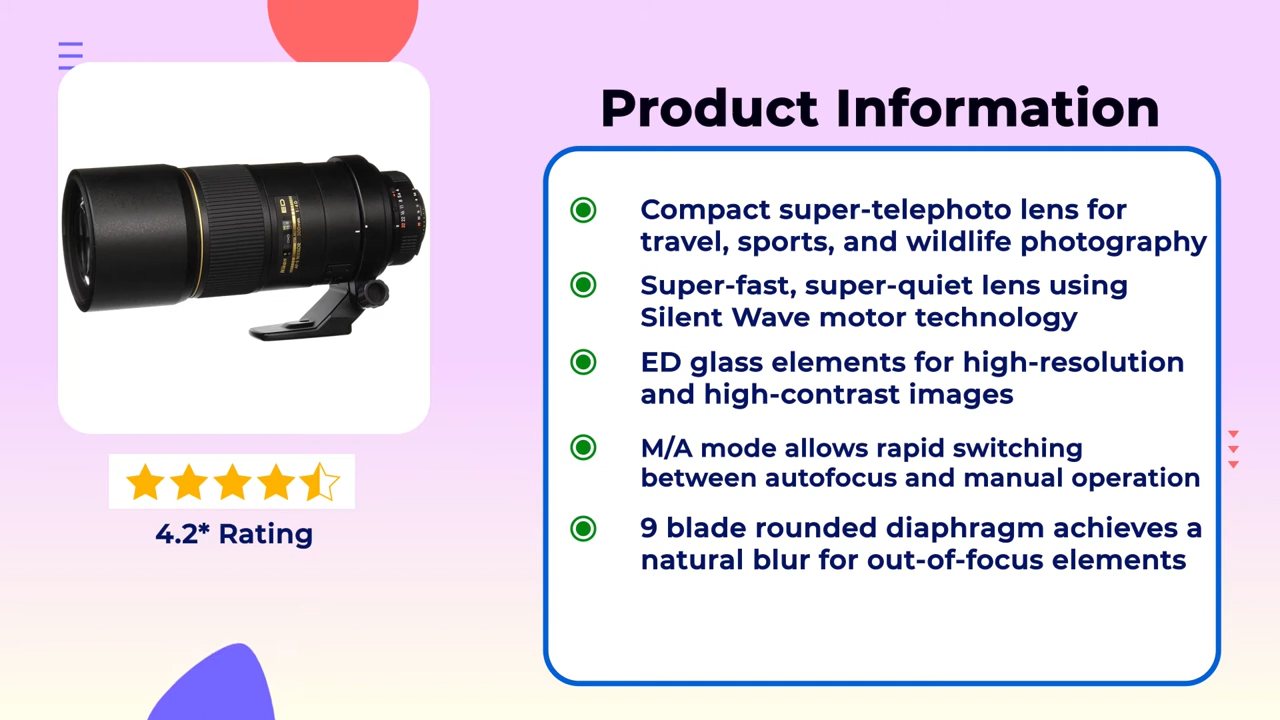 Product Information
Compact super-telephoto lens for
travel, sports, and wildlife photography
Super-fast, super-quiet lens using
Silent Wave motor technology
ED glass elements for high-resolution
and high-contrast images
M/A mode allows rapid switching
between autofocus and manual operation
9 blade rounded diaphragm achieves a
natural blur for out-of-focus elements
4.2* Rating
ED